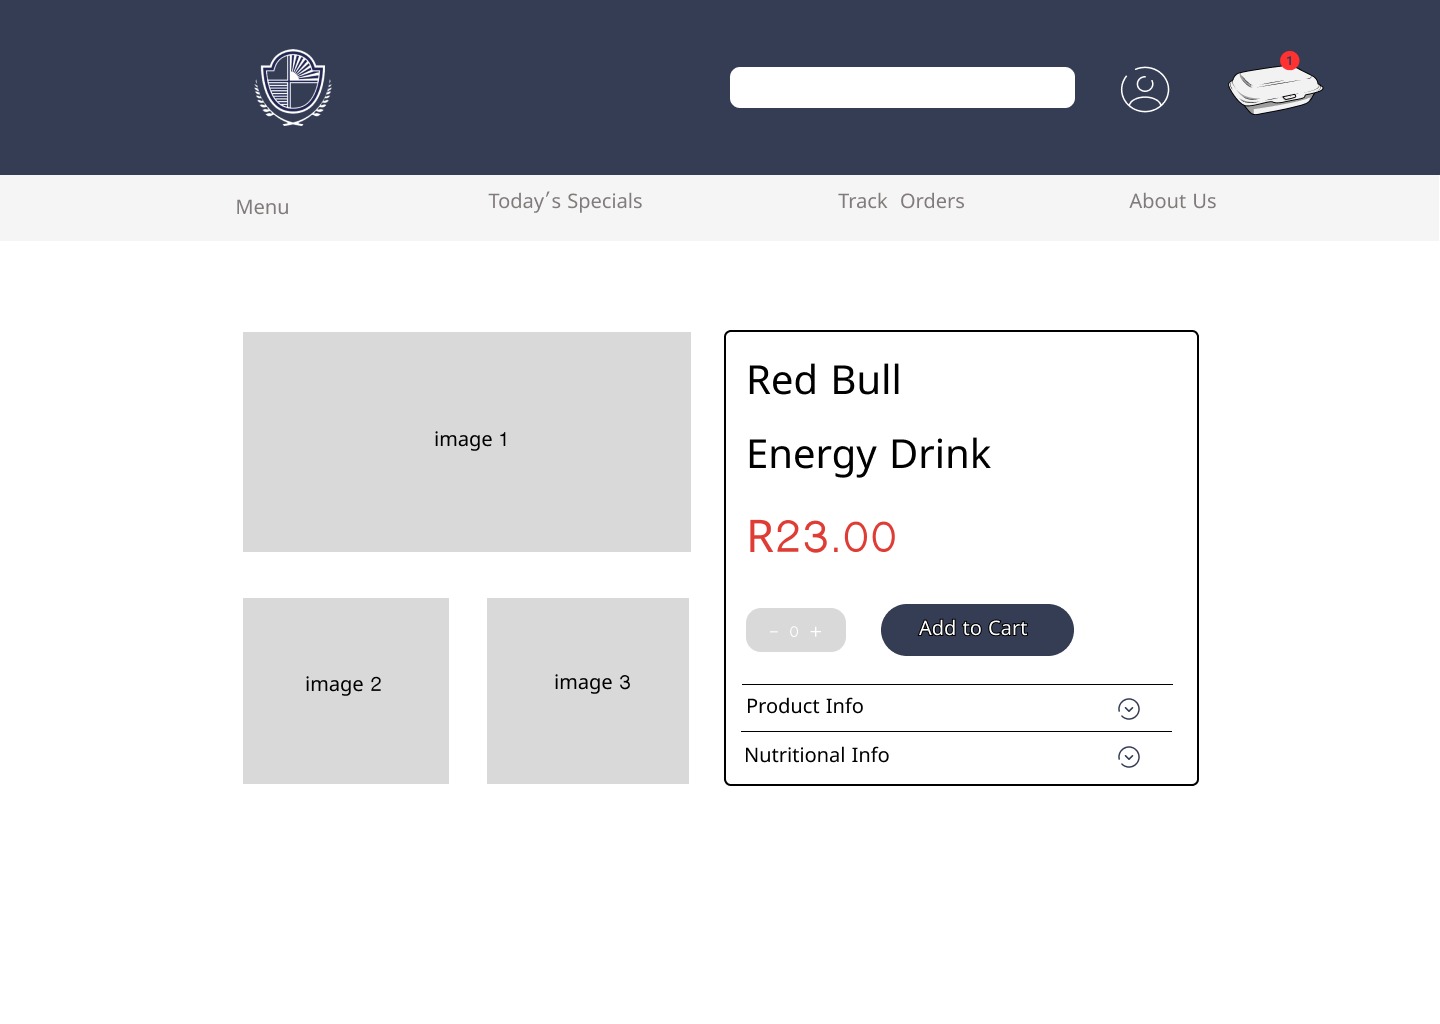 1
Menu
Today′s Specials
Track  Orders
About Us
image 1
image 2
image 3
Red Bull
Energy Drink
R23.00
- 0 +
Add to Cart
Product Info
Nutritional Info